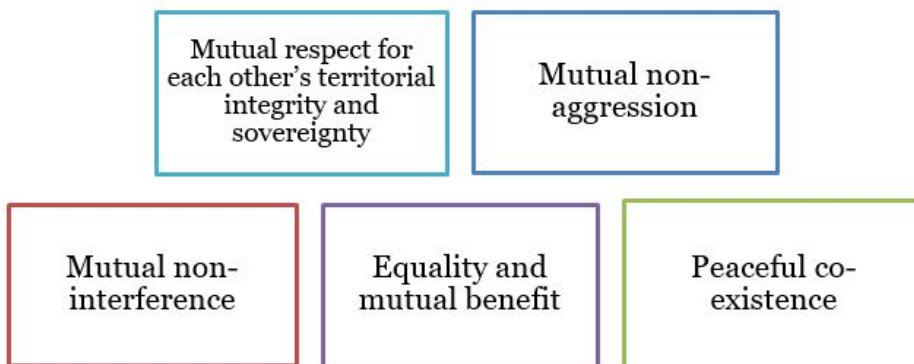 Mutual respect for
each other’s territorial
integrity and
sovereignty
Mutual non-
aggression
Mutual non-
interference
Equality and
mutual benefit
Peaceful co-
existence